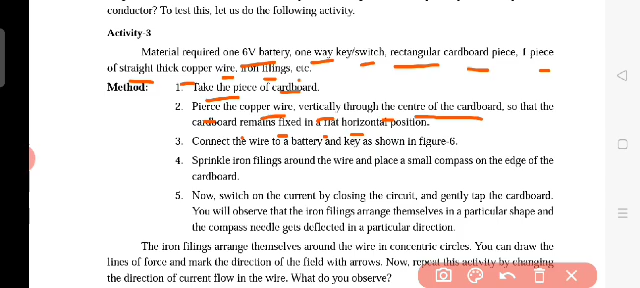 conductor? To test this, let us do the following activity.
Activity-3
Material required one 6V battery, one way key/switch, rectangular cardboard piece, 1 piece
of straight thick copper wire, iron filings, etc.
Method: 1. Take the piece of cardboard.
2. Pierce the copper wire, vertically through the centre of the cardboard, so that the
cardboard remains fixed in a flat horizontal position.
3. Connect the wire to a battery and key as shown in figure-6.
4. Sprinkle iron filings around the wire and place a small compass on the edge of the
cardboard.
5. Now, switch on the current by closing the circuit, and gently tap the cardboard.
You will observe that the iron filings arrange themselves in a particular shape and
the compass needle gets deflected in a particular direction.
The iron filings arrange themselves around the wire in concentric circles. You can draw the
lines of force and mark the direction of the field with arrows. Now, repeat this activity by changing
the direction of current flow in the wire. What do you observe?